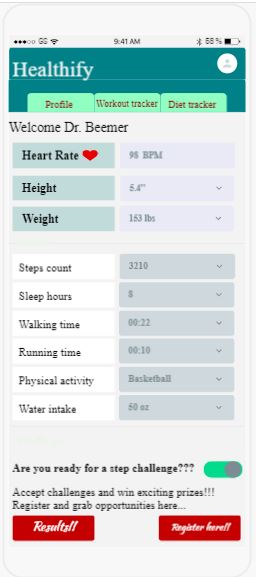 GS 9:41 AM 68%
Healthify
Profile Workout tracker Diet tracker
Welcome Dr. Beemer
Heart Rate 98 BPM
Height 5.4"
Weight 153 lbs
Steps count 3210
Sleep hours 8
Walking time 00:22
Running time 00:10
Physical activity Basketball
Water intake 50 oz
Are you ready for a step challenge???
Accept challenges and win exciting prizes!!!
Register and grab opportunities here...
Results!! Register here!!